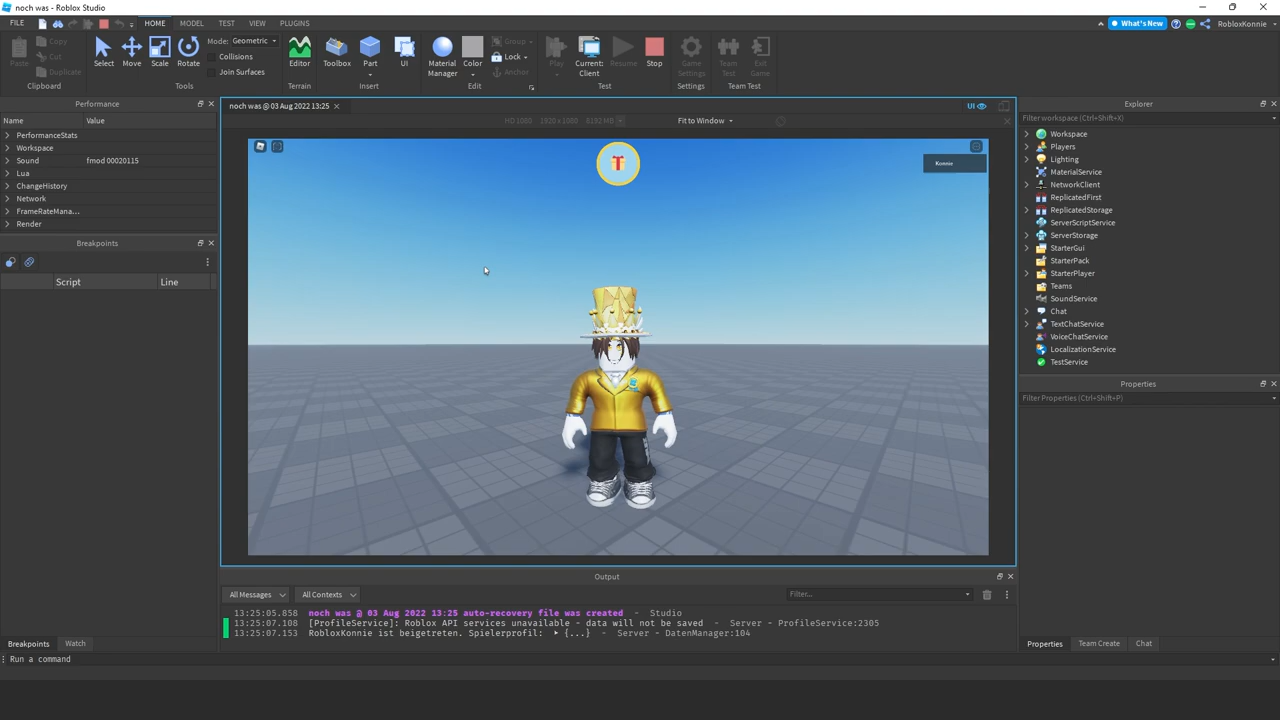 noch was - Roblox Studio
FILE HOME MODEL TEST VIEW PLUGINS What's New RobloxKonnie
Paste Copy Cut Duplicate Clipboard
Select Move Scale Rotate Mode: Geometric Collisions Join Surfaces Tools
Editor Terrain
Toolbox Part UI Insert
Material Manager Color Group Lock Anchor Edit
Play Current: Client Resume Stop Test
Game Settings Settings
Team Test Exit Game Team Test
Performance
Name Value
PerformanceStats
Workspace
Sound fmod 00020115
Lua
ChangeHistory
Network
FrameRateMana...
Render
Breakpoints
Script Line
Breakpoints Watch
noch was @ 03 Aug 2022 13:25 UI
HD 1080 1920 x 1080 8192 MB Fit to Window
Konnie
Output
All Messages All Contexts Filter...
13:25:05.858 noch was @ 03 Aug 2022 13:25 auto-recovery file was created - Studio
13:25:07.108 [ProfileService]: Roblox API services unavailable - data will not be saved - Server - ProfileService:2305
13:25:07.153 RobloxKonnie ist beigetreten. Spielerprofil: {...} - Server - DatenManager:104
Explorer
Filter workspace (Ctrl+Shift+X)
Workspace
Players
Lighting
MaterialService
NetworkClient
ReplicatedFirst
ReplicatedStorage
ServerScriptService
ServerStorage
StarterGui
StarterPack
StarterPlayer
Teams
SoundService
Chat
TextChatService
VoiceChatService
LocalizationService
TestService
Properties
Filter Properties (Ctrl+Shift+P)
Properties Team Create Chat
Run a command